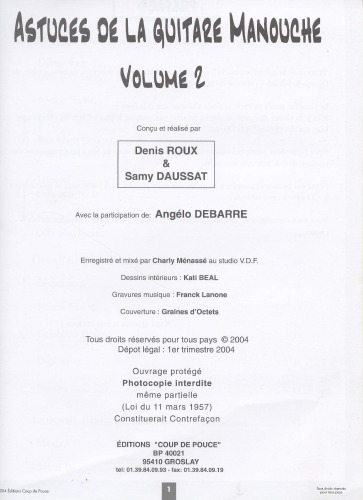 ASTUCES DE LA GUITARE MANOUCHE
VOLUME 2
Conçu et réalisé par
Denis ROUX
&
Samy DAUSSAT
Avec la participation de: Angélo DEBARRE
Enregistré et mixé par Charly Ménassé au studio V.D.F.
Dessins intérieurs : Kati BEAL
Gravures musique : Franck Lanone
Couverture : Graines d'Octets
Tous droits réservés pour tous pays © 2004
Dépot légal : 1er trimestre 2004
Ouvrage protégé
Photocopie interdite
même partielle
(Loi du 11 mars 1957)
Constituerait Contrefaçon
ÉDITIONS "COUP DE POUCE"
BP 40021
95410 GROSLAY
tel: 01.39.84.09.93 - fax: 01.39.84.09.19
004 Editions Coup de Pouce
1
Tous droits réservés
pour tous pays